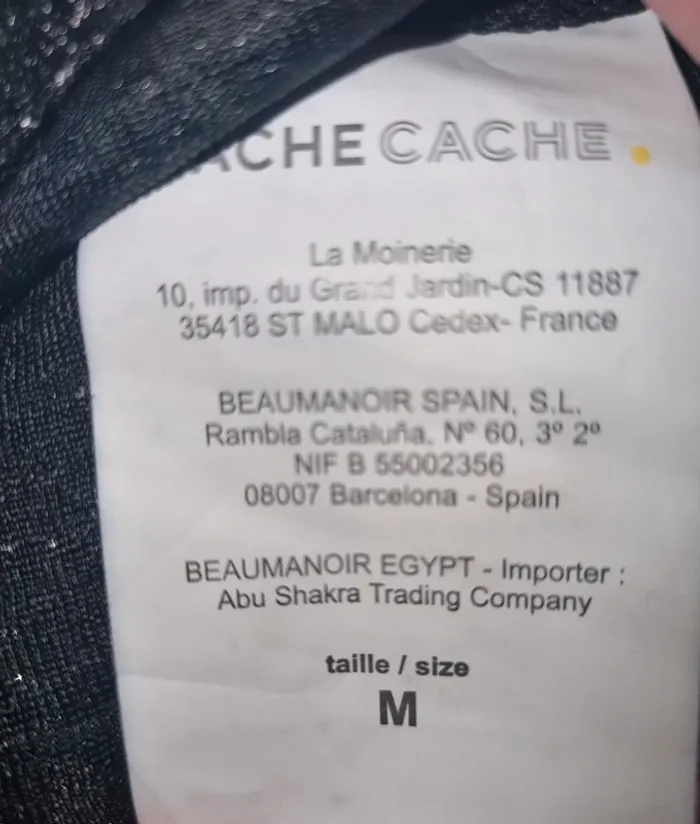 ACHE CACHE.
La Moinerie
10, imp. du Grand Jardin-CS 11887
35418 ST MALO Cedex- France
BEAUMANOIR SPAIN, S.L.
Rambla Cataluña. Nº 60, 3º 2º
NIF B 55002356
08007 Barcelona - Spain
BEAUMANOIR EGYPT - Importer :
Abu Shakra Trading Company
taille / size
M